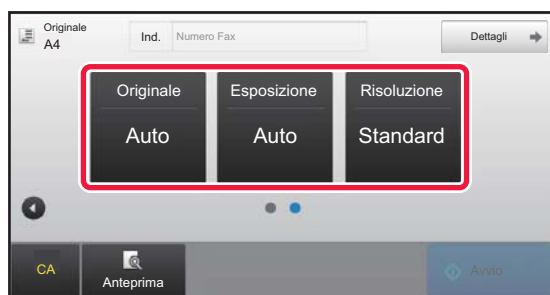 Originale
A4
Ind.
Numero Fax
Dettagli
Originale
Esposizione
Risoluzione
Auto
Auto
Standard
CA
Anteprima
Avvio